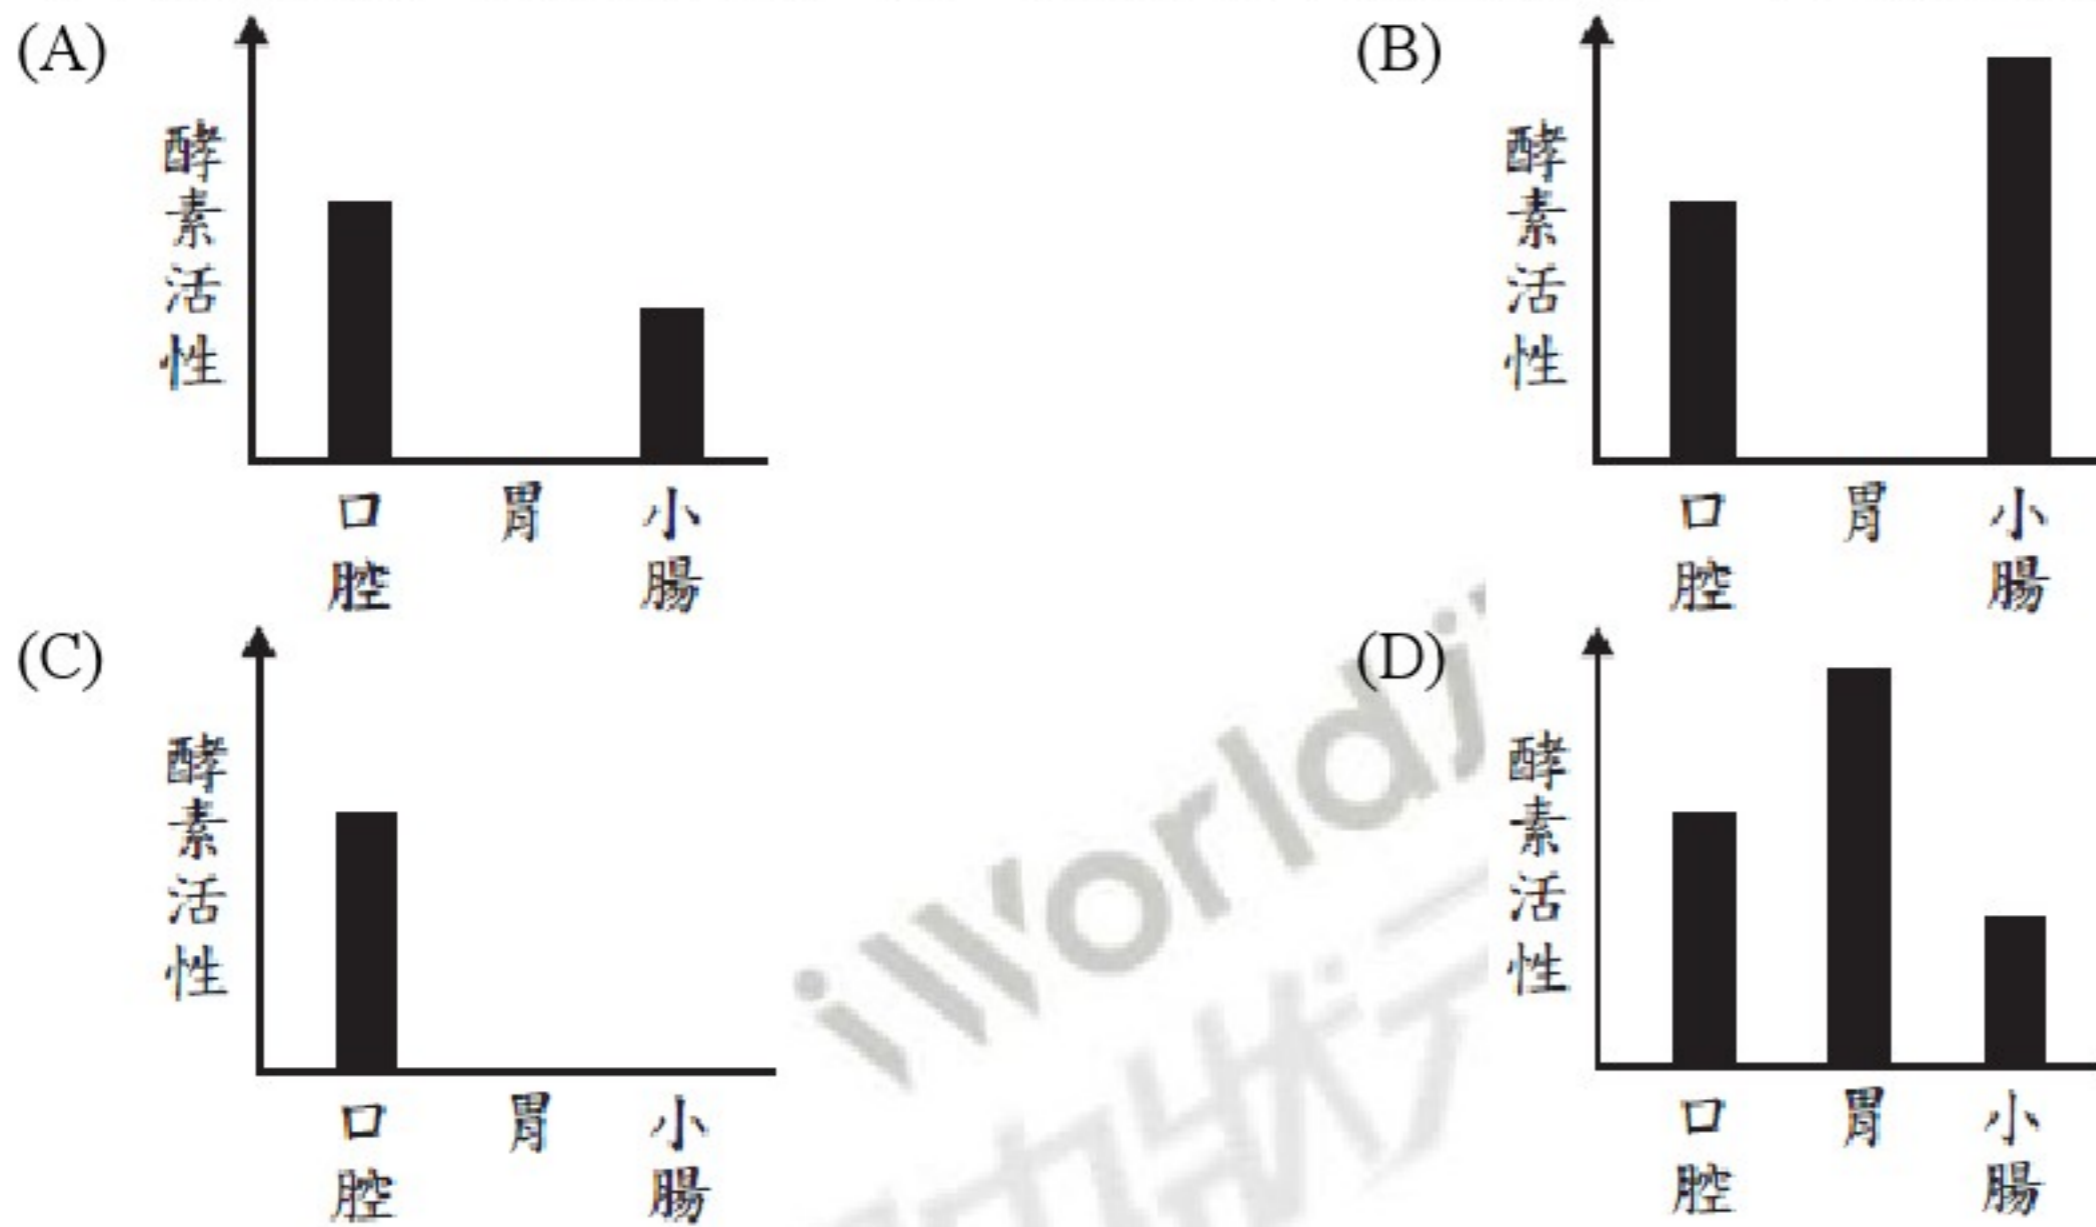 (A)
酵素活性
口腔 胃 小腸
(B)
酵素活性
口腔 胃 小腸
(C)
酵素活性
口腔 胃 小腸
(D)
酵素活性
口腔 胃 小腸